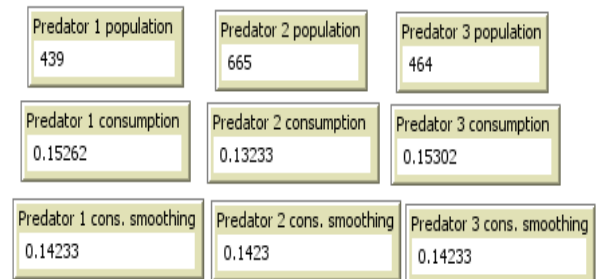 Predator 1 population
439
Predator 2 population
665
Predator 3 population
464
Predator 1 consumption
0.15262
Predator 2 consumption
0.13233
Predator 3 consumption
0.15302
Predator 1 cons. smoothing
0.14233
Predator 2 cons. smoothing
0.1423
Predator 3 cons. smoothing
0.14233